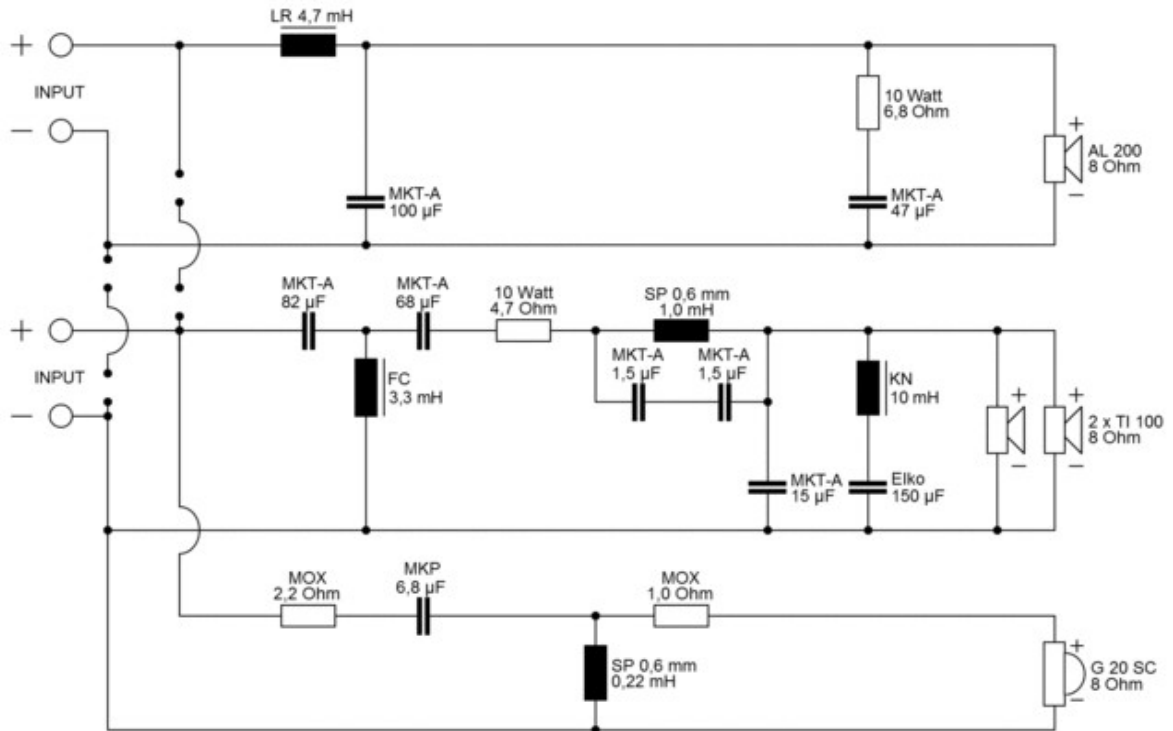 LR 4,7 mH
+
INPUT
−
10 Watt
6,8 Ohm
+
AL 200
8 Ohm
−
MKT-A
100 µF
MKT-A
47 µF
MKT-A
82 µF
MKT-A
68 µF
10 Watt
4,7 Ohm
SP 0,6 mm
1,0 mH
+
INPUT
−
FC
3,3 mH
MKT-A
1,5 µF
MKT-A
1,5 µF
KN
10 mH
+
−
+
2 x TI 100
8 Ohm
−
MKT-A
15 µF
Elko
150 µF
MOX
2,2 Ohm
MKP
6,8 µF
MOX
1,0 Ohm
SP 0,6 mm
0,22 mH
+
G 20 SC
8 Ohm
−